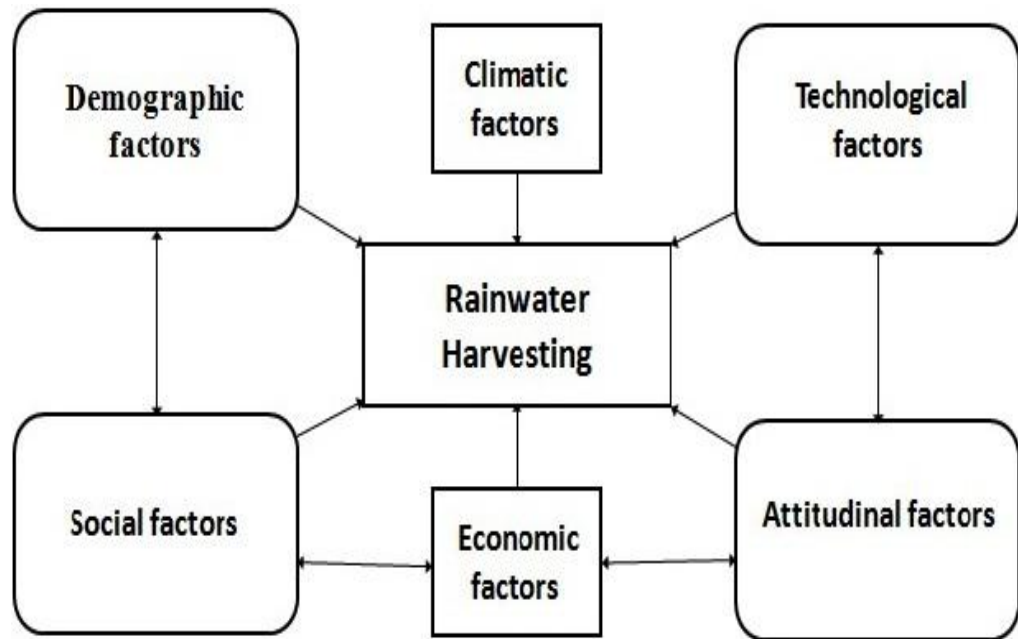 Demographic
factors
Climatic
factors
Technological
factors
Rainwater
Harvesting
Social factors
Economic
factors
Attitudinal factors